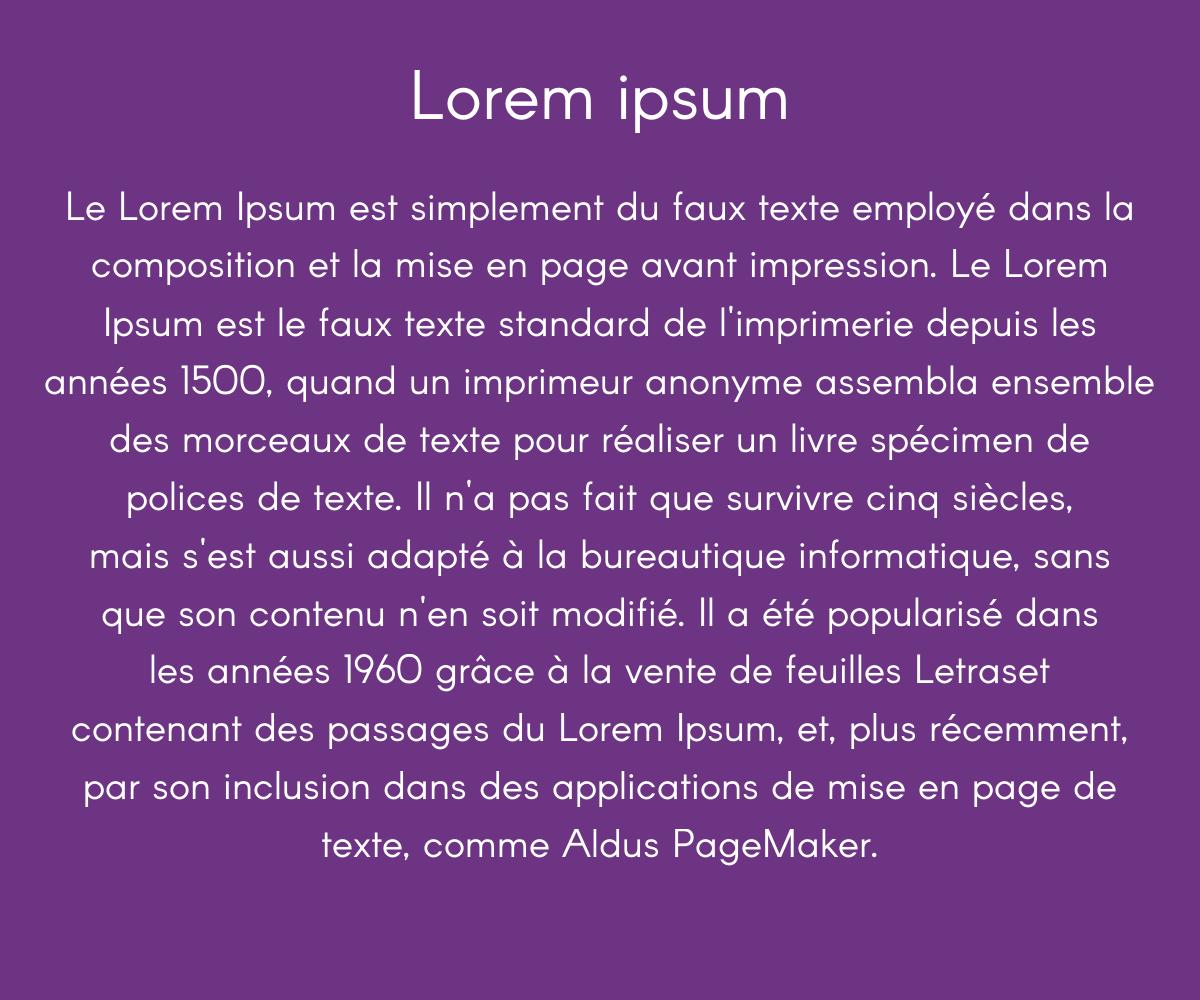 Lorem ipsum
Le Lorem Ipsum est simplement du faux texte employé dans la
composition et la mise en page avant impression. Le Lorem
Ipsum est le faux texte standard de l'imprimerie depuis les
années 1500, quand un imprimeur anonyme assembla ensemble
des morceaux de texte pour réaliser un livre spécimen de
polices de texte. Il n'a pas fait que survivre cinq siècles,
mais s'est aussi adapté à la bureautique informatique, sans
que son contenu n'en soit modifié. Il a été popularisé dans
les années 1960 grâce à la vente de feuilles Letraset
contenant des passages du Lorem Ipsum, et, plus récemment,
par son inclusion dans des applications de mise en page de
texte, comme Aldus PageMaker.